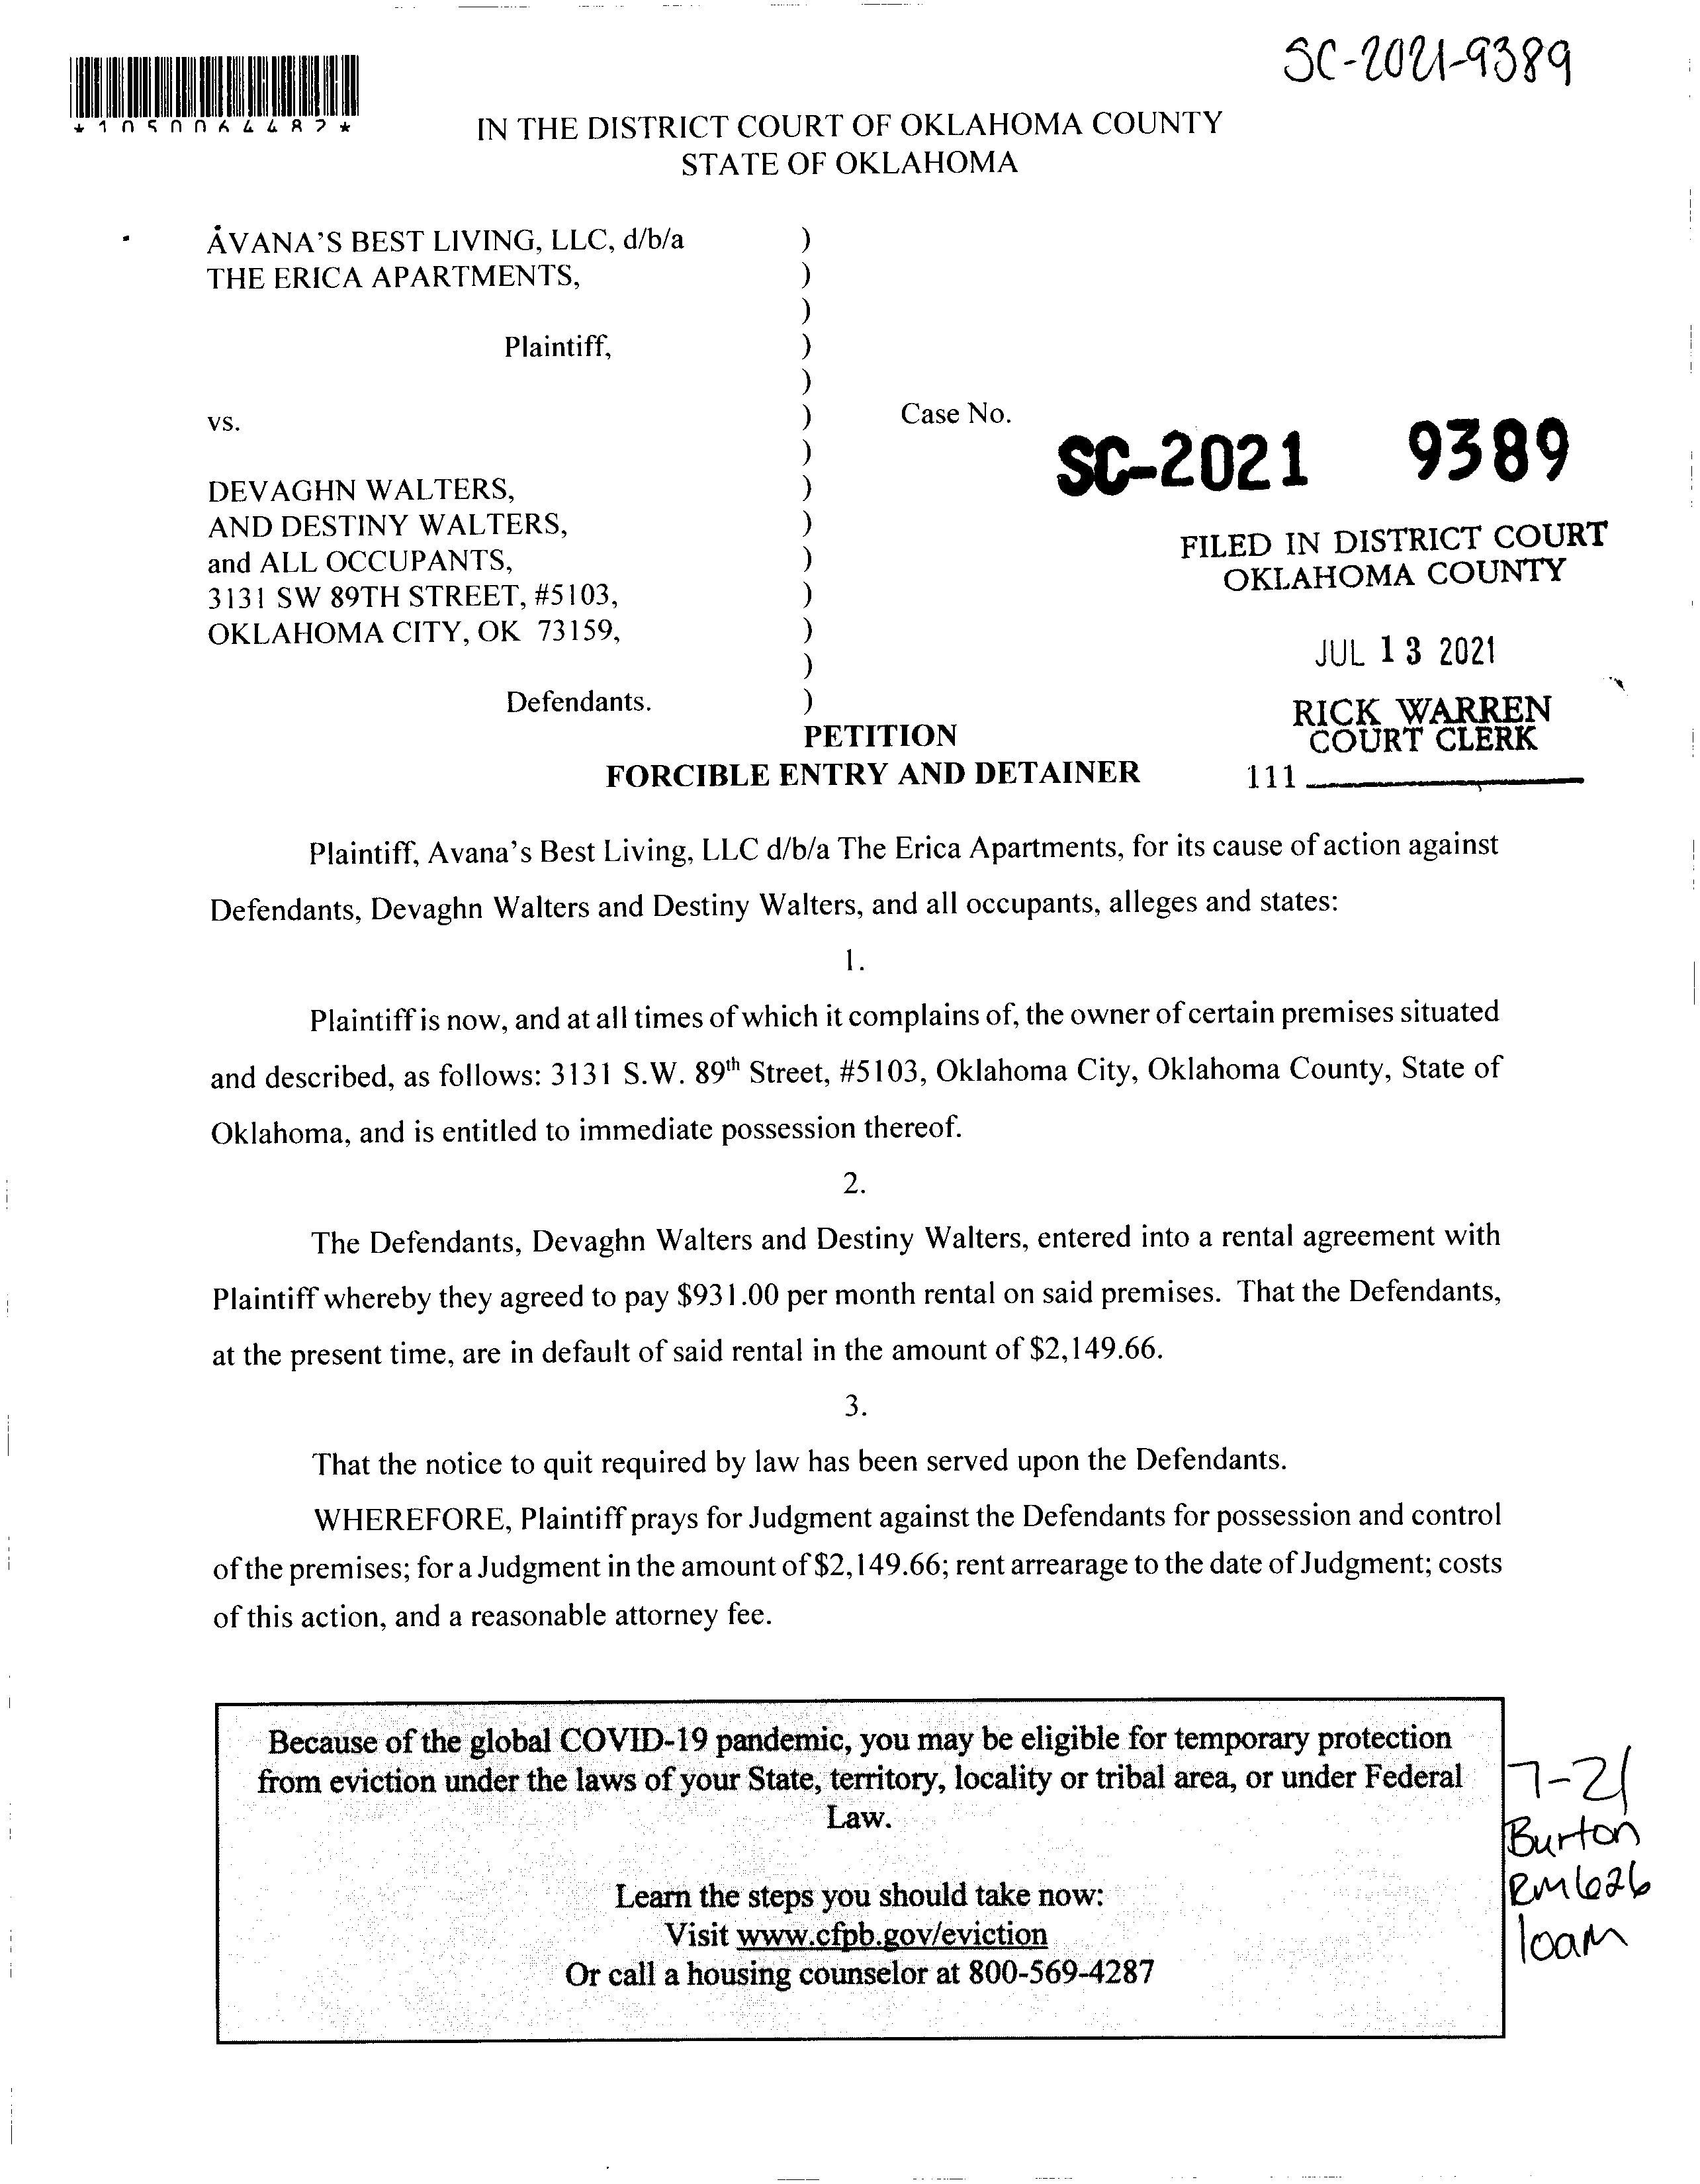 SC-2021-9389
*1050064482*
IN THE DISTRICT COURT OF OKLAHOMA COUNTY
STATE OF OKLAHOMA
AVANA'S BEST LIVING, LLC, d/b/a )
THE ERICA APARTMENTS, )
)
Plaintiff, )
)
vs. ) Case No.
SC-2021 9389
)
DEVAGHN WALTERS, )
AND DESTINY WALTERS, )
and ALL OCCUPANTS, )
3131 SW 89TH STREET, #5103, )
OKLAHOMA CITY, OK 73159, )
)
Defendants. )
FILED IN DISTRICT COURT
OKLAHOMA COUNTY
JUL 13 2021
RICK WARREN
COURT CLERK
111
PETITION
FORCIBLE ENTRY AND DETAINER
Plaintiff, Avana's Best Living, LLC d/b/a The Erica Apartments, for its cause of action against
Defendants, Devaghn Walters and Destiny Walters, and all occupants, alleges and states:
1.
Plaintiff is now, and at all times of which it complains of, the owner of certain premises situated
and described, as follows: 3131 S.W. 89th Street, #5103, Oklahoma City, Oklahoma County, State of
Oklahoma, and is entitled to immediate possession thereof.
2.
The Defendants, Devaghn Walters and Destiny Walters, entered into a rental agreement with
Plaintiff whereby they agreed to pay $931.00 per month rental on said premises. That the Defendants,
at the present time, are in default of said rental in the amount of $2,149.66.
3.
That the notice to quit required by law has been served upon the Defendants.
WHEREFORE, Plaintiff prays for Judgment against the Defendants for possession and control
of the premises; for a Judgment in the amount of $2,149.66; rent arrearage to the date of Judgment; costs
of this action, and a reasonable attorney fee.
Because of the global COVID-19 pandemic, you may be eligible for temporary protection
from eviction under the laws of your State, territory, locality or tribal area, or under Federal
Law.
Learn the steps you should take now:
Visit www.cfpb.gov/eviction
Or call a housing counselor at 800-569-4287
7-21
Burton
RM626
10am